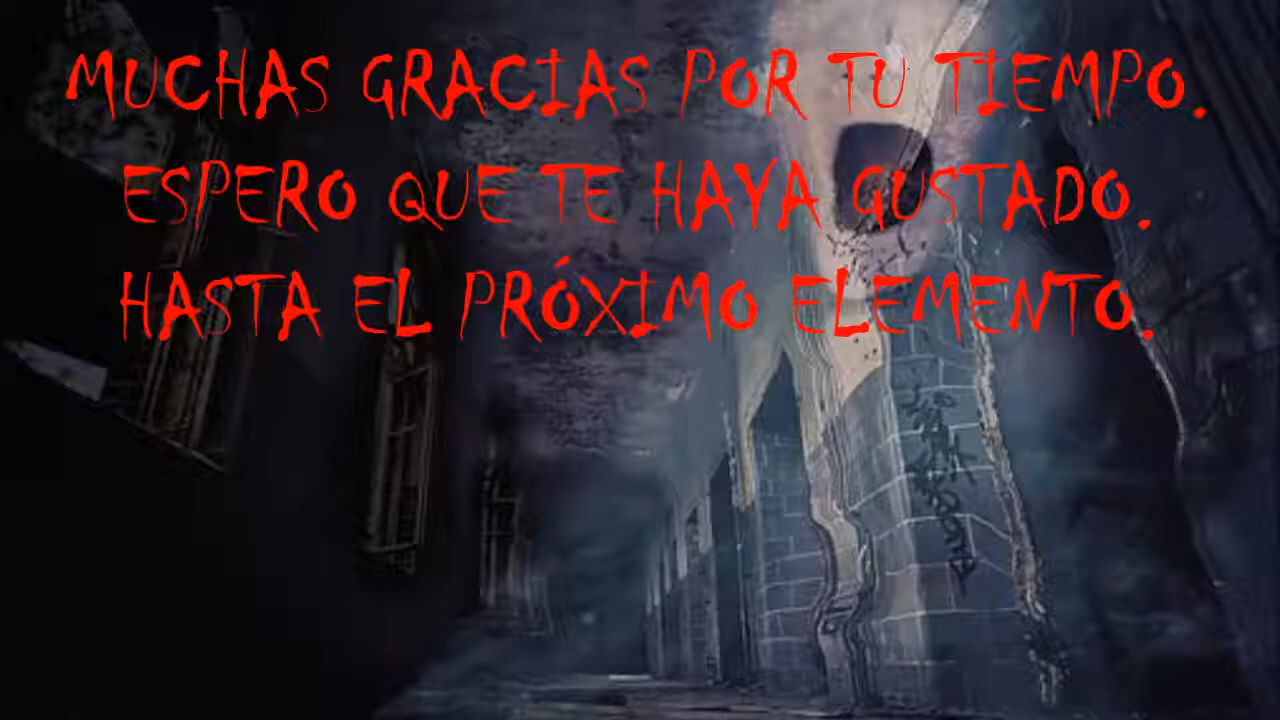 MUCHAS GRACIAS POR TU TIEMPO.
ESPERO QUE TE HAYA GUSTADO.
HASTA EL PRÓXIMO ELEMENTO.